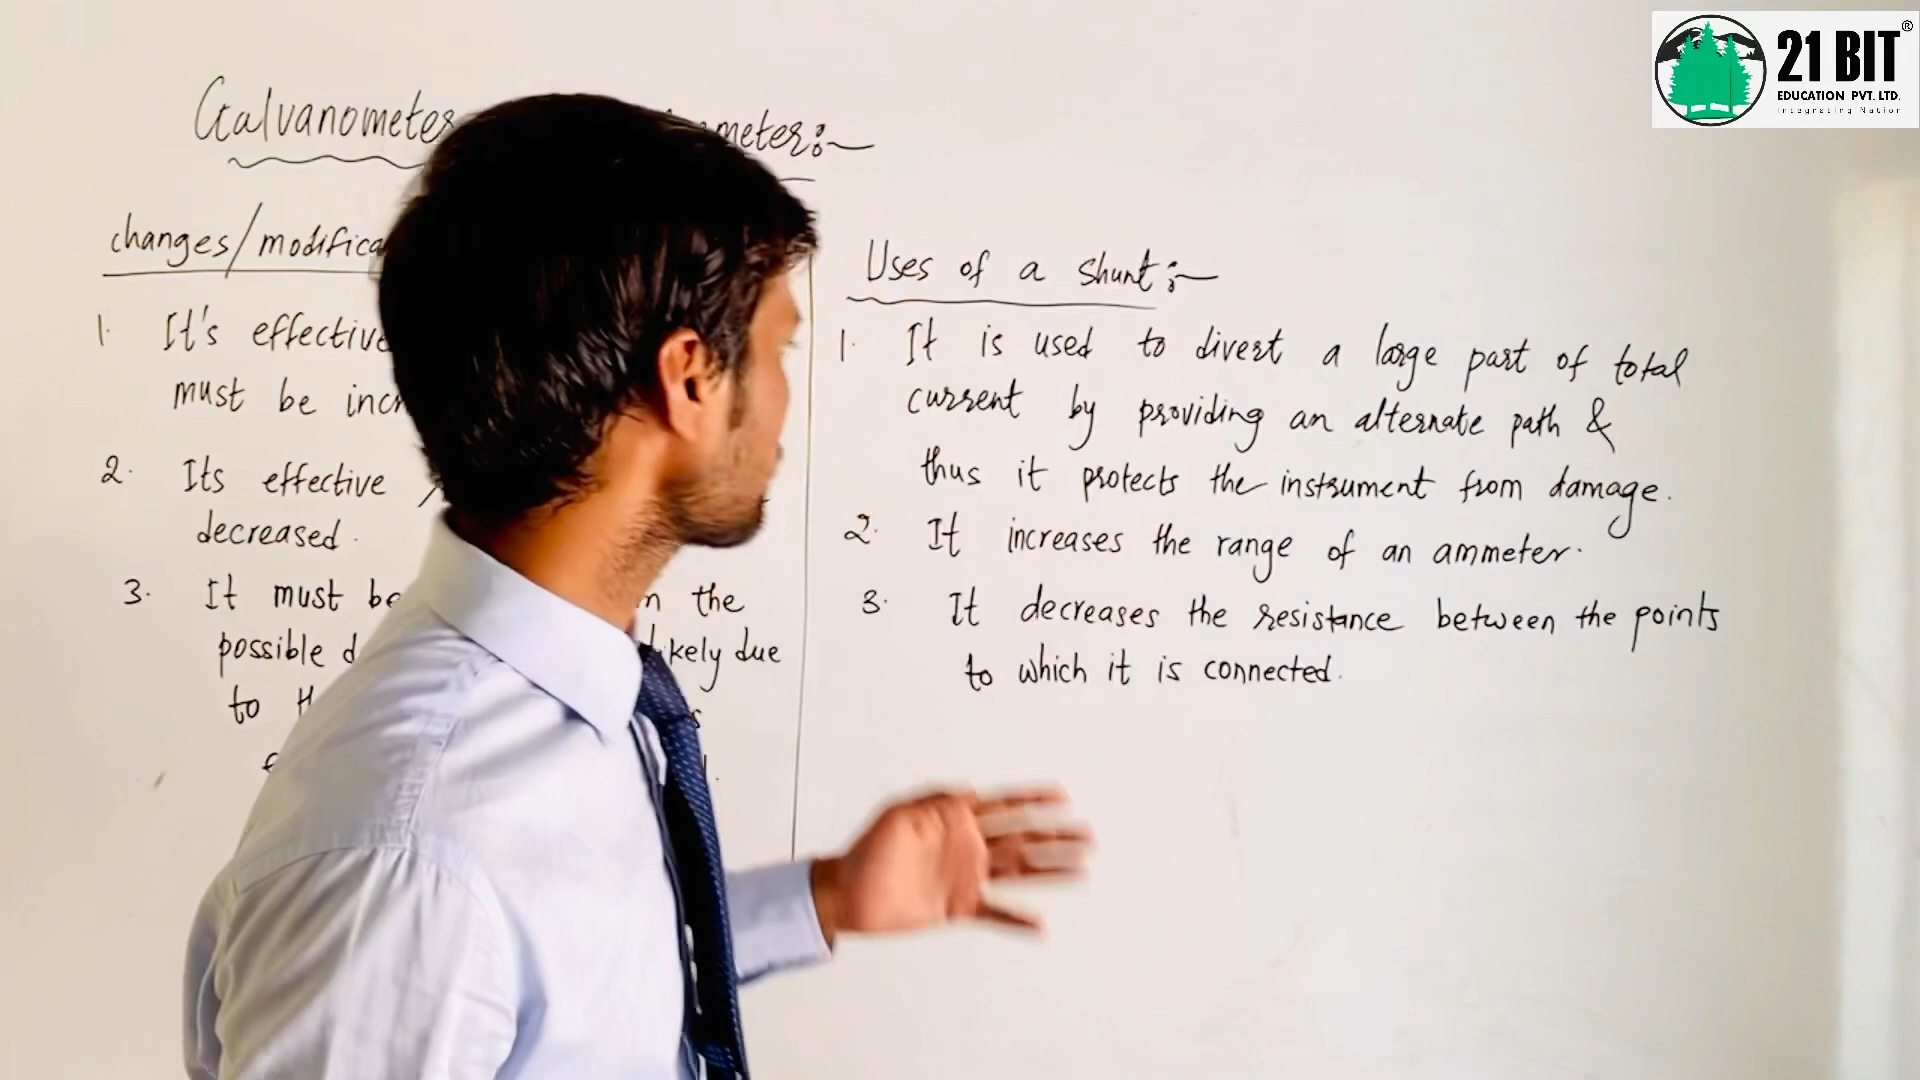 Galvanometer meter:-
changes/modifica
1. It's effective
must be incr
2. Its effective
decreased.
3. It must be the
possible d kely due
to
Uses of a shunt:-
1. It is used to divert a large part of total
current by providing an alternate path &
thus it protects the instrument from damage.
2. It increases the range of an ammeter.
3. It decreases the resistance between the points
to which it is connected.
21 BIT®
EDUCATION PVT. LTD.
Integrating Nation